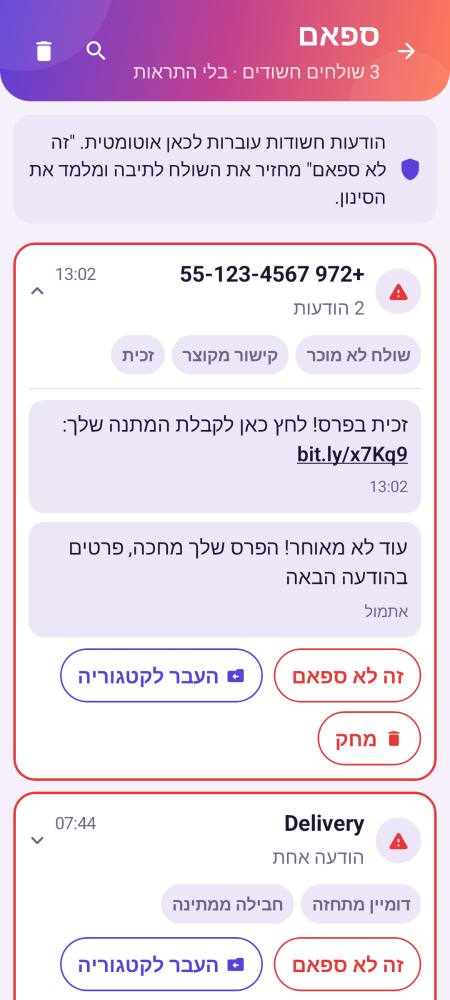 ספאם
3 שולחים חשודים · בלי התראות
הודעות חשודות עוברות לכאן אוטומטית. "זה
לא ספאם" מחזיר את השולח לתיבה ומלמד את
הסינון.
55-123-4567 972+
13:02
2 הודעות
שולח לא מוכר
קישור מקוצר
זכית
זכית בפרס! לחץ כאן לקבלת המתנה שלך:
bit.ly/x7Kq9
13:02
עוד לא מאוחר! הפרס שלך מחכה, פרטים
בהודעה הבאה
אתמול
זה לא ספאם
העבר לקטגוריה
מחק
Delivery
07:44
הודעה אחת
דומיין מתחזה
חבילה ממתינה
זה לא ספאם
העבר לקטגוריה